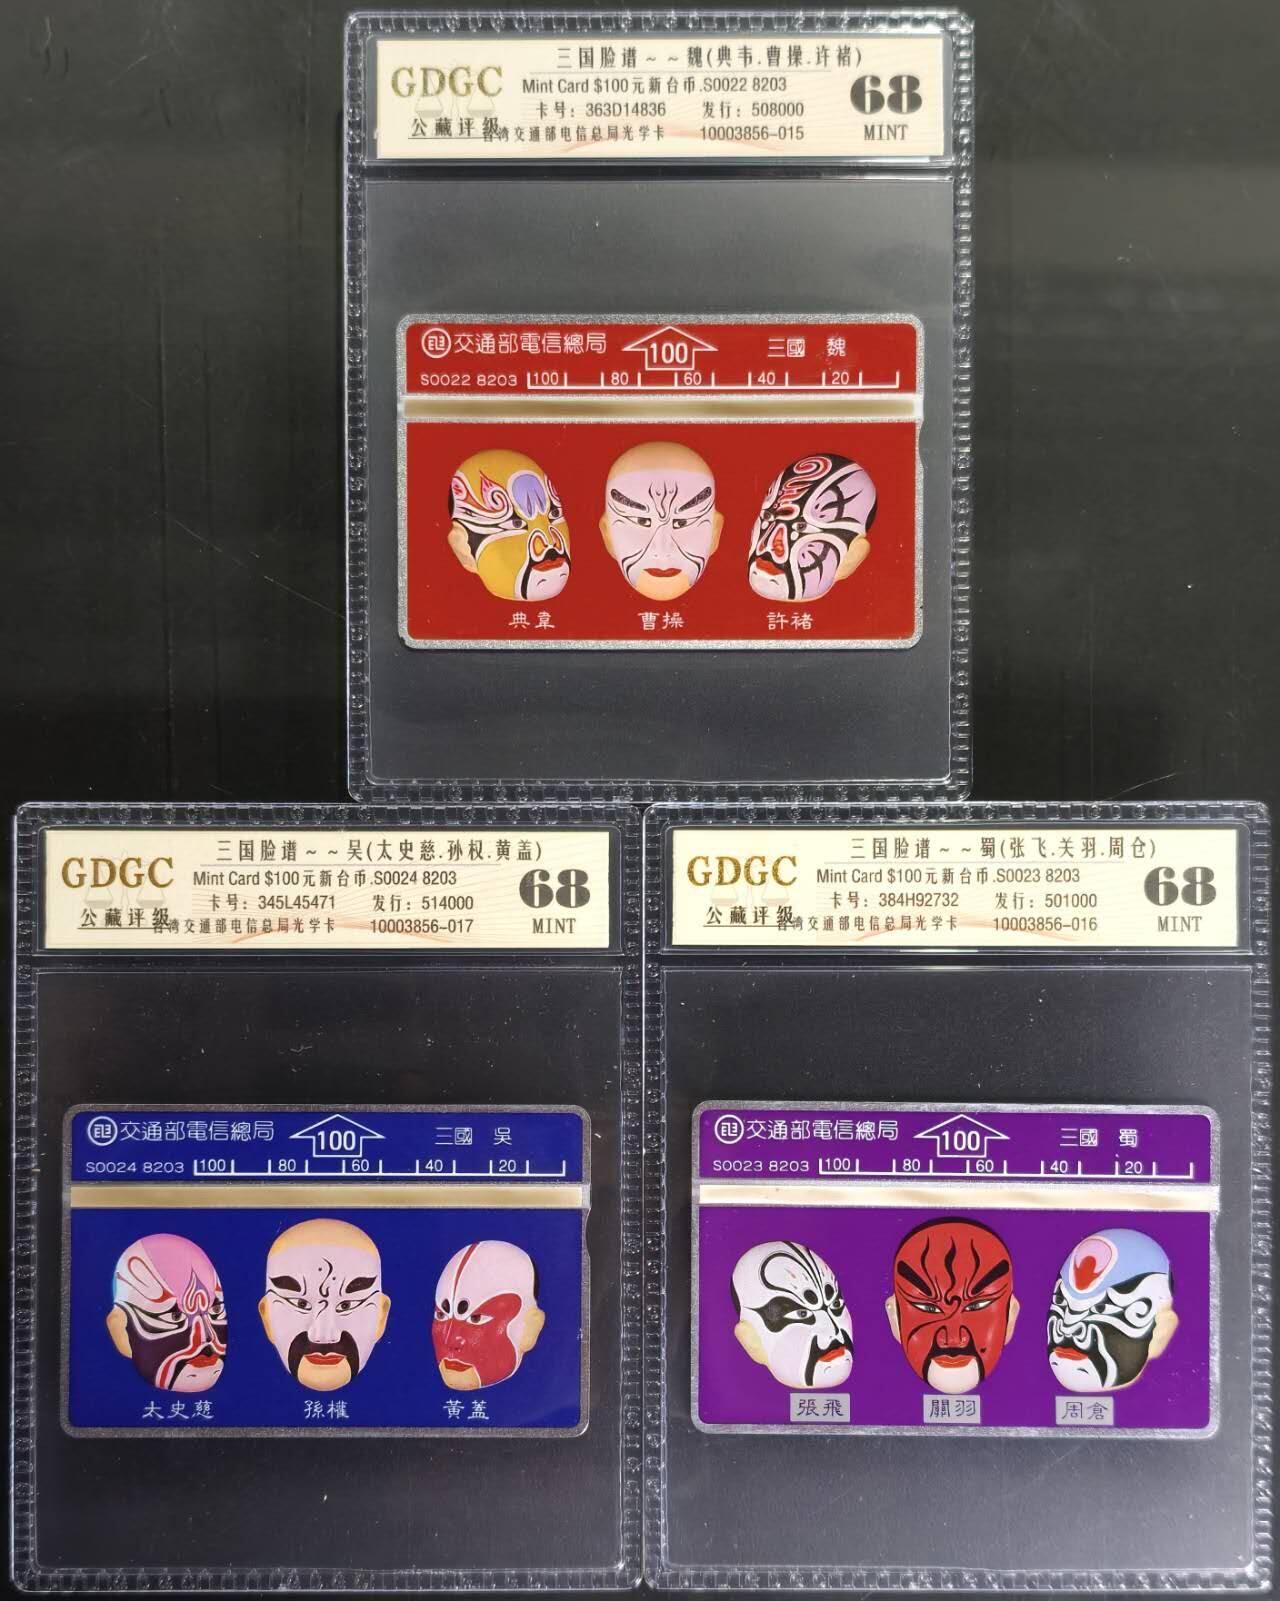 三国脸谱～～魏(典韦.曹操.许褚)
GDGC
Mint Card $100元新台币.S0022 8203
68
卡号：363D14836 发行：508000
公藏评级
台湾交通部电信总局光学卡 10003856-015
MINT
交通部電信總局 100 三國 魏
S0022 8203 100 80 60 40 20
典韋 曹操 許褚
三国脸谱～～吴(太史慈.孙权.黄盖)
GDGC
Mint Card $100元新台币.S0024 8203
68
卡号：345L45471 发行：514000
公藏评级
台湾交通部电信总局光学卡 10003856-017
MINT
交通部電信總局 100 三國 吳
S0024 8203 100 80 60 40 20
太史慈 孫權 黃蓋
三国脸谱～～蜀(张飞.关羽.周仓)
GDGC
Mint Card $100元新台币.S0023 8203
68
卡号：384H92732 发行：501000
公藏评级
台湾交通部电信总局光学卡 10003856-016
MINT
交通部電信總局 100 三國 蜀
S0023 8203 100 80 60 40 20
張飛 關羽 周倉